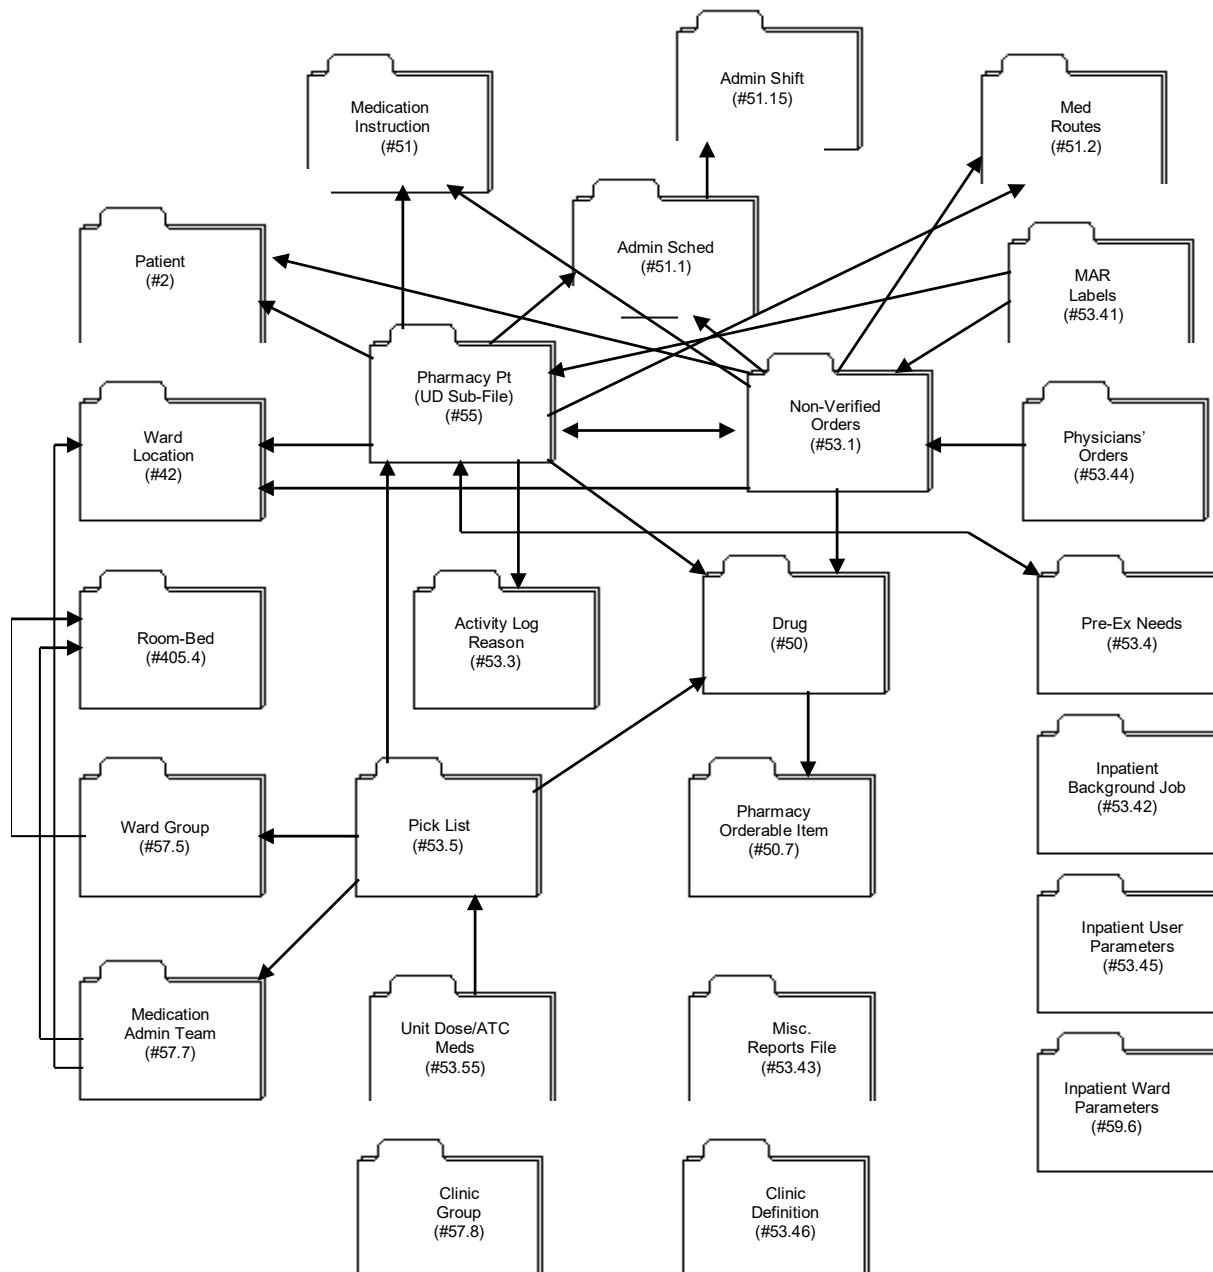 Admin Shift
(#51.15)
Medication
Instruction
(#51)
Med
Routes
(#51.2)
Patient
(#2)
Admin Sched
(#51.1)
MAR
Labels
(#53.41)
Pharmacy Pt
(UD Sub-File)
(#55)
Non-Verified
Orders
(#53.1)
Ward
Location
(#42)
Physicians’
Orders
(#53.44)
Room-Bed
(#405.4)
Activity Log
Reason
(#53.3)
Drug
(#50)
Pre-Ex Needs
(#53.4)
Inpatient
Background Job
(#53.42)
Ward Group
(#57.5)
Pick List
(#53.5)
Pharmacy
Orderable Item
(#50.7)
Inpatient User
Parameters
(#53.45)
Medication
Admin Team
(#57.7)
Unit Dose/ATC
Meds
(#53.55)
Misc.
Reports File
(#53.43)
Inpatient Ward
Parameters
(#59.6)
Clinic
Group
(#57.8)
Clinic
Definition
(#53.46)